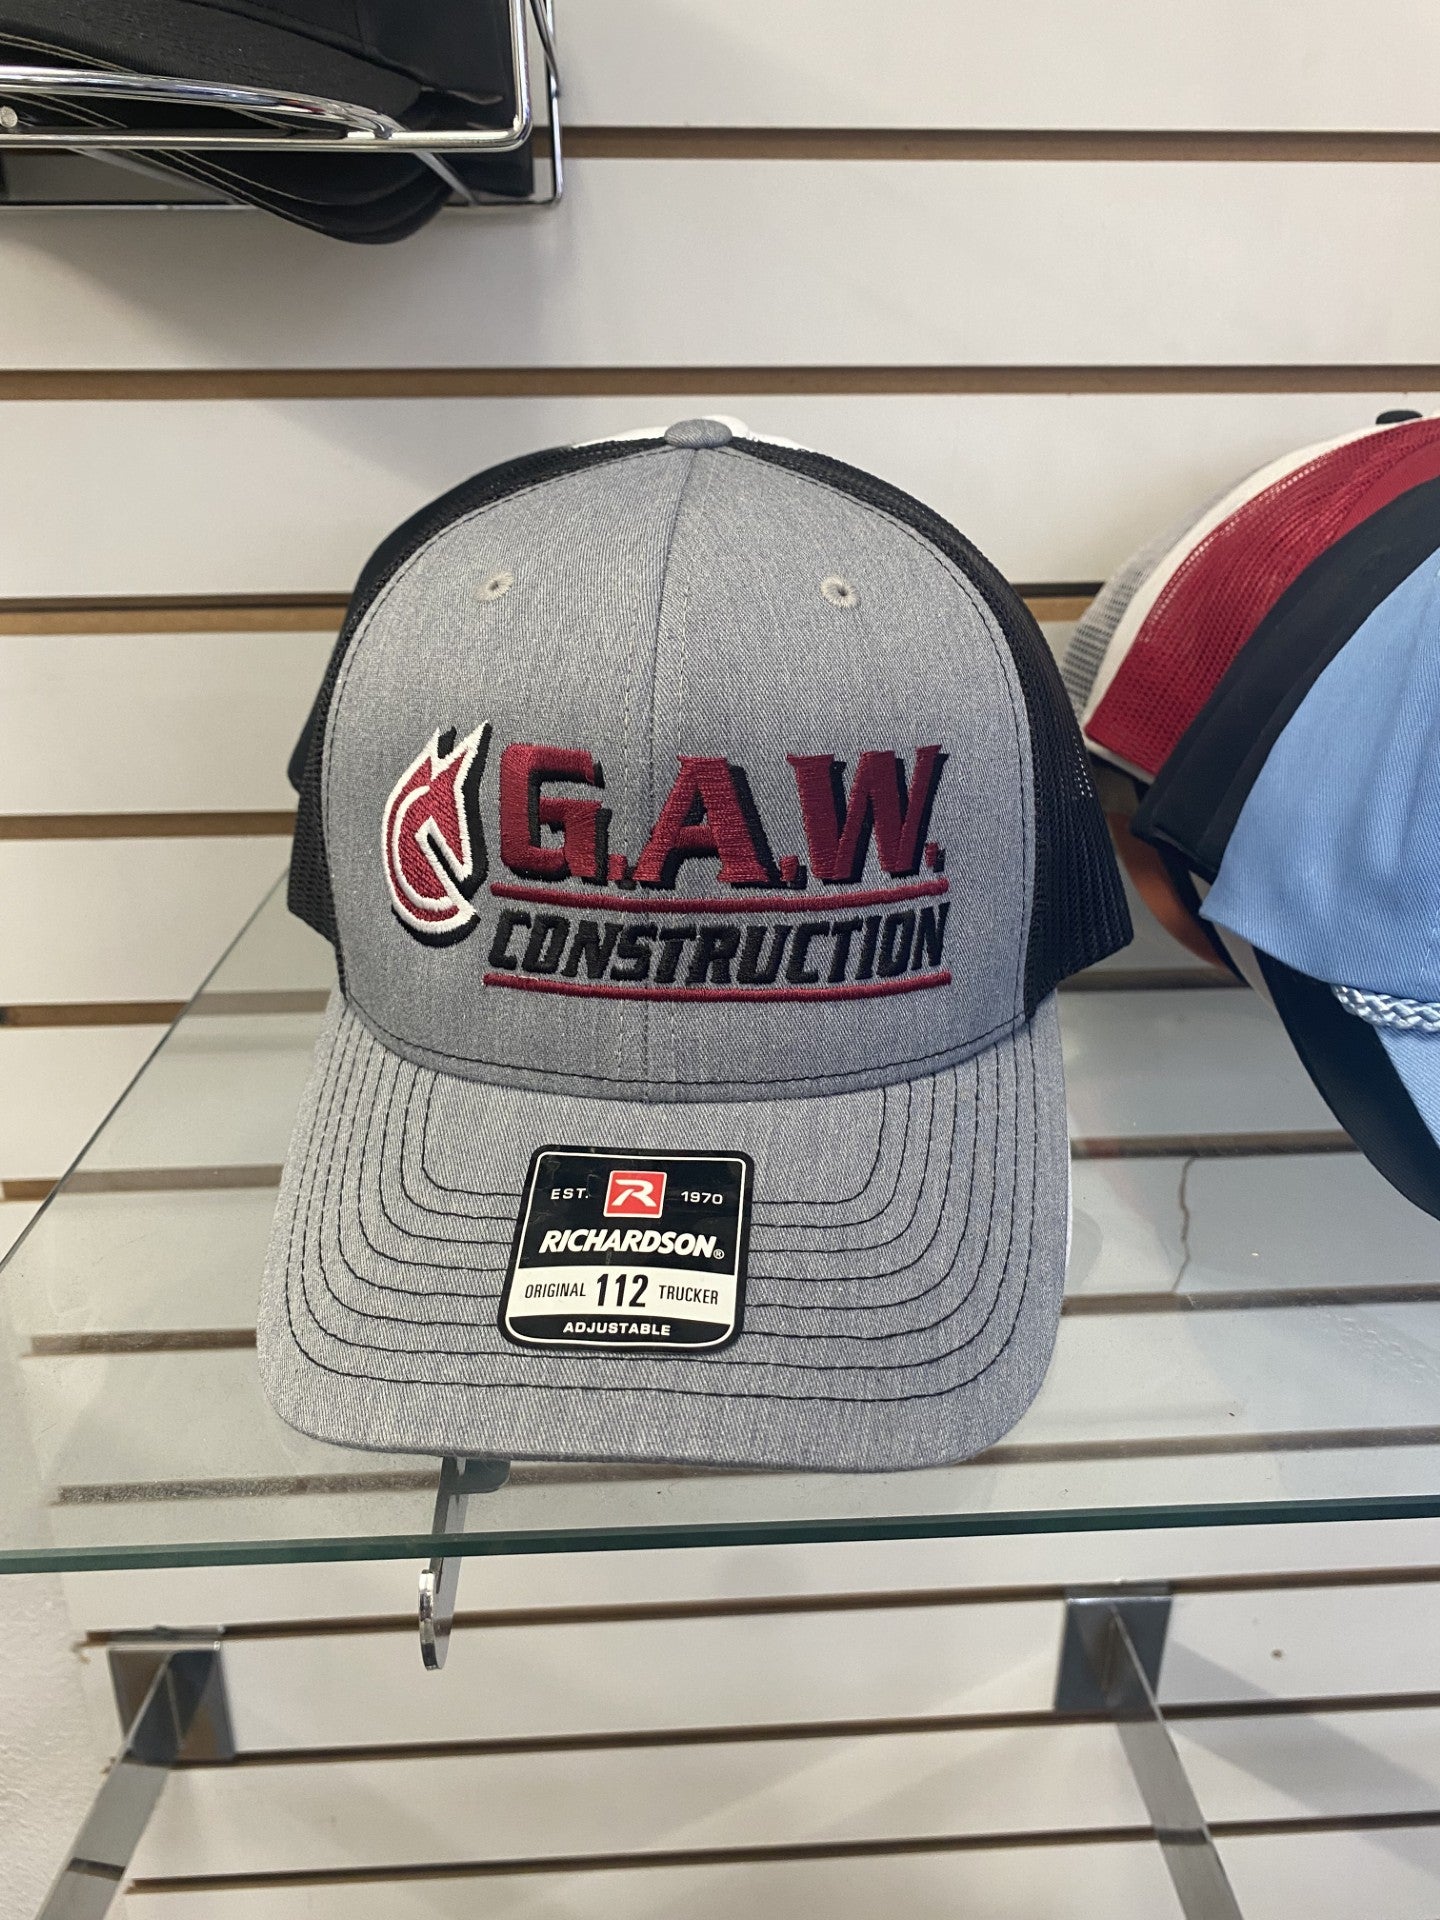 G.A.W.
CONSTRUCTION
EST. R 1970
RICHARDSON®
ORIGINAL 112 TRUCKER
ADJUSTABLE